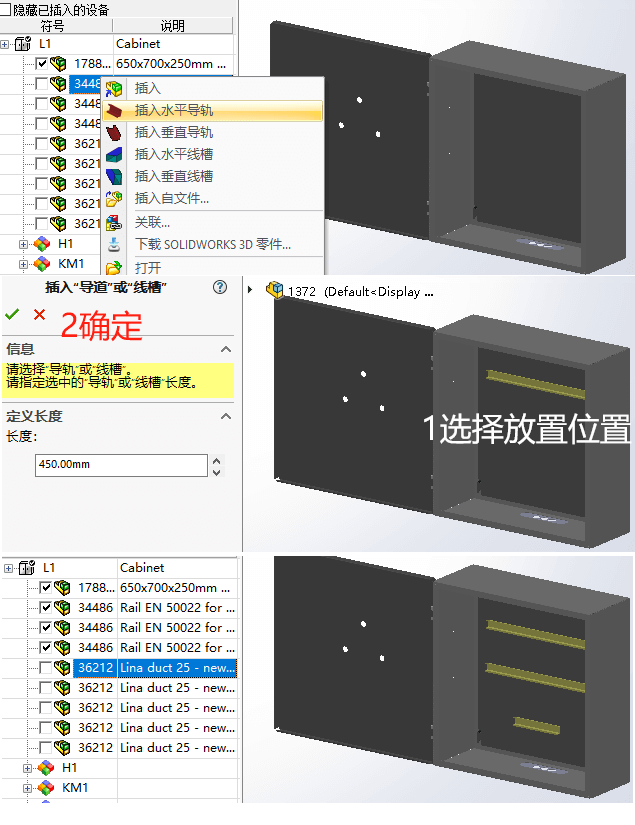 隐藏已插入的设备
符号 说明
L1 Cabinet
1788... 650x700x250mm ...
3448
插入
3448
插入水平导轨
3448
插入垂直导轨
3621
插入水平线槽
3621
插入垂直线槽
3621
插入自文件...
3621
关联...
3621
H1
下载 SOLIDWORKS 3D 零件...
KM1
打开
插入“导道”或“线槽”
1372 (Default<Display ...
2确定
信息
请选择“导轨”或“线槽”。
请指定选中的“导轨”或“线槽”长度。
定义长度
长度:
450.00mm
1选择放置位置
L1 Cabinet
1788... 650x700x250mm ...
34486 Rail EN 50022 for ...
34486 Rail EN 50022 for ...
34486 Rail EN 50022 for ...
36212 Lina duct 25 - new...
36212 Lina duct 25 - new...
36212 Lina duct 25 - new...
36212 Lina duct 25 - new...
36212 Lina duct 25 - new...
H1
KM1